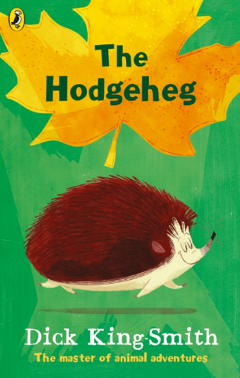 The
Hodgeheg
Dick King-Smith
The master of animal adventures